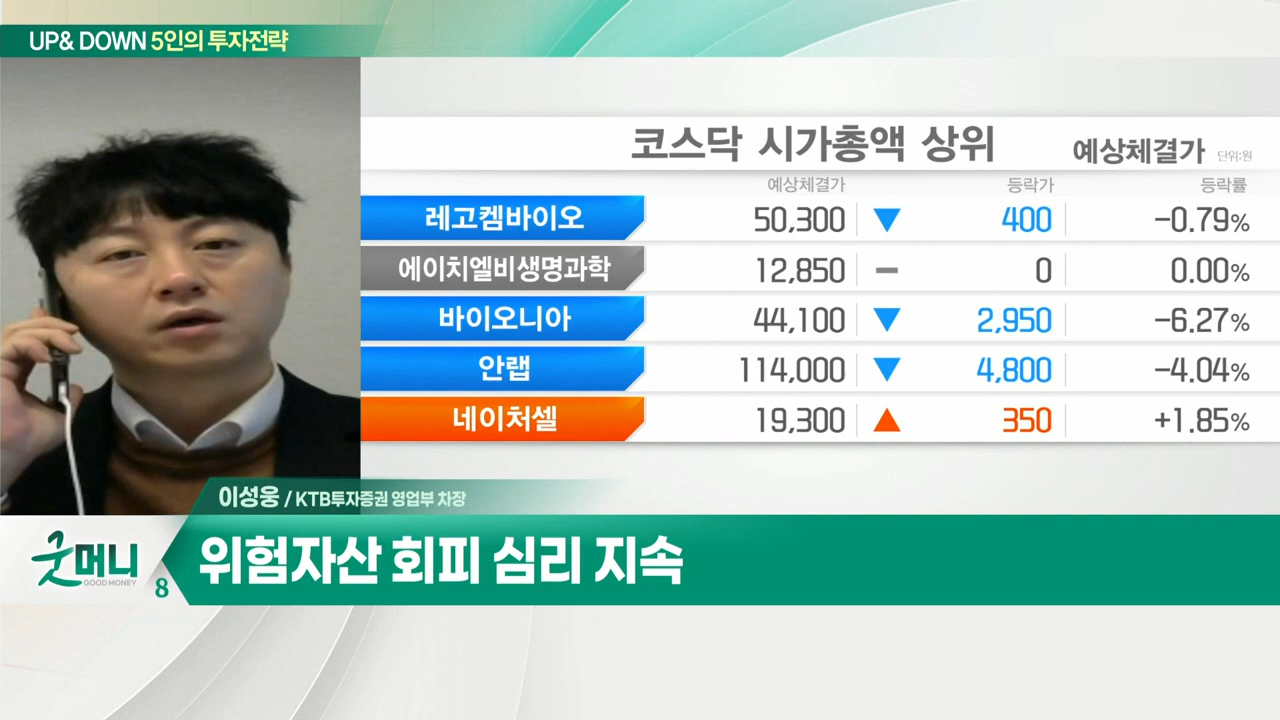 UP& DOWN 5인의 투자전략
코스닥 시가총액 상위 예상체결가 단위:원
예상체결가 등락가 등락률
레고켐바이오 50,300 ▼ 400 -0.79%
에이치엘비생명과학 12,850 - 0 0.00%
바이오니아 44,100 ▼ 2,950 -6.27%
안랩 114,000 ▼ 4,800 -4.04%
네이처셀 19,300 ▲ 350 +1.85%
이성웅 / KTB투자증권 영업부 차장
굿머니
GOOD MONEY
8
위험자산 회피 심리 지속